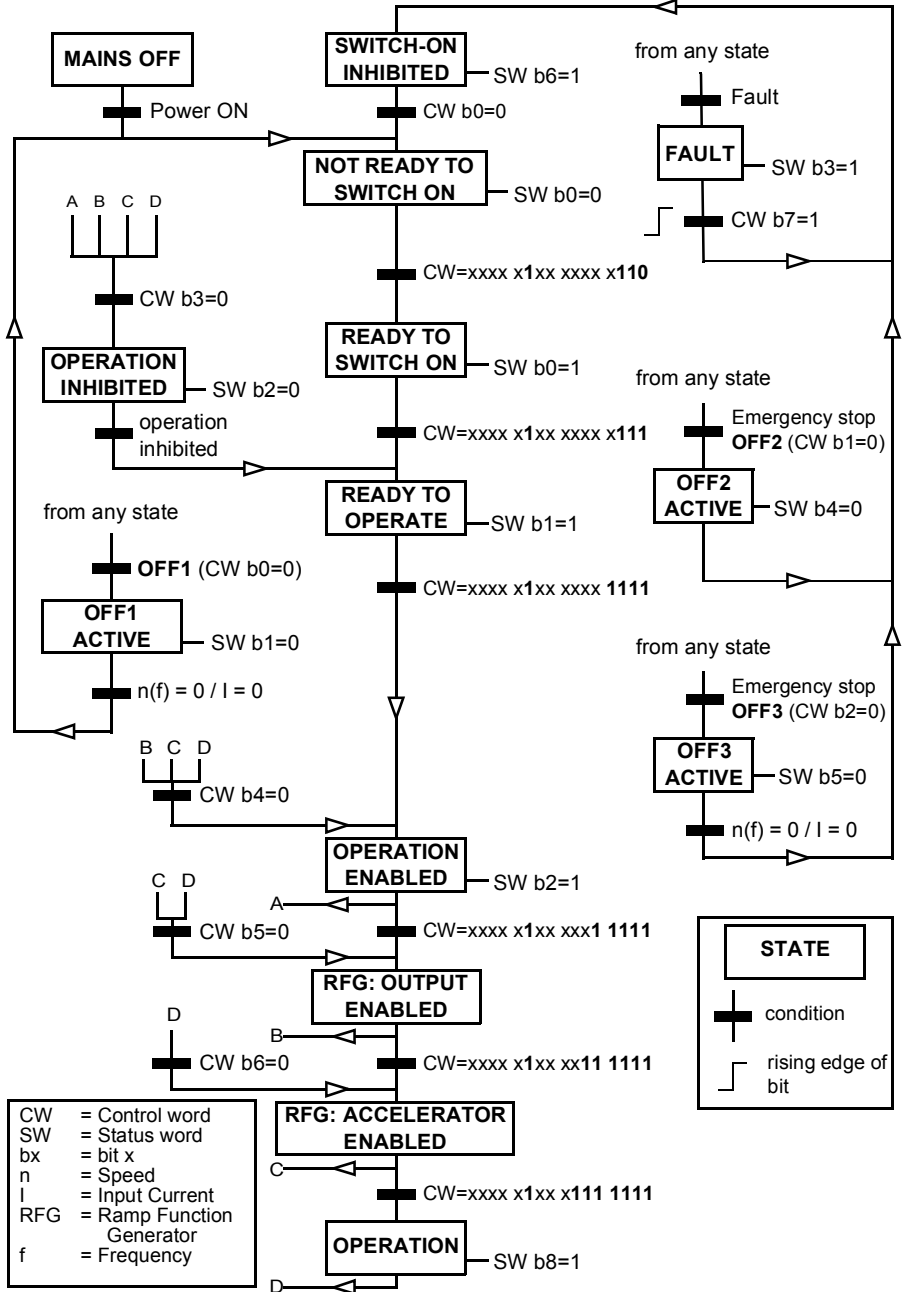 MAINS OFF
Power ON
SWITCH-ON
INHIBITED
SW b6=1
CW b0=0
NOT READY TO
SWITCH ON
SW b0=0
CW=xxxx x1xx xxxx x110
READY TO
SWITCH ON
SW b0=1
CW=xxxx x1xx xxxx x111
READY TO
OPERATE
SW b1=1
CW=xxxx x1xx xxxx 1111
A B C D
CW b3=0
OPERATION
INHIBITED
SW b2=0
operation
inhibited
from any state
OFF1 (CW b0=0)
OFF1
ACTIVE
SW b1=0
n(f) = 0 / I = 0
B C D
CW b4=0
OPERATION
ENABLED
SW b2=1
A
CW=xxxx x1xx xxx1 1111
C D
CW b5=0
RFG: OUTPUT
ENABLED
B
CW=xxxx x1xx xx11 1111
D
CW b6=0
RFG: ACCELERATOR
ENABLED
C
CW=xxxx x1xx x111 1111
OPERATION
SW b8=1
D
from any state
Fault
FAULT
SW b3=1
CW b7=1
from any state
Emergency stop
OFF2 (CW b1=0)
OFF2
ACTIVE
SW b4=0
from any state
Emergency stop
OFF3 (CW b2=0)
OFF3
ACTIVE
SW b5=0
n(f) = 0 / I = 0
STATE
condition
rising edge of
bit
CW = Control word
SW = Status word
bx = bit x
n = Speed
I = Input Current
RFG = Ramp Function
Generator
f = Frequency